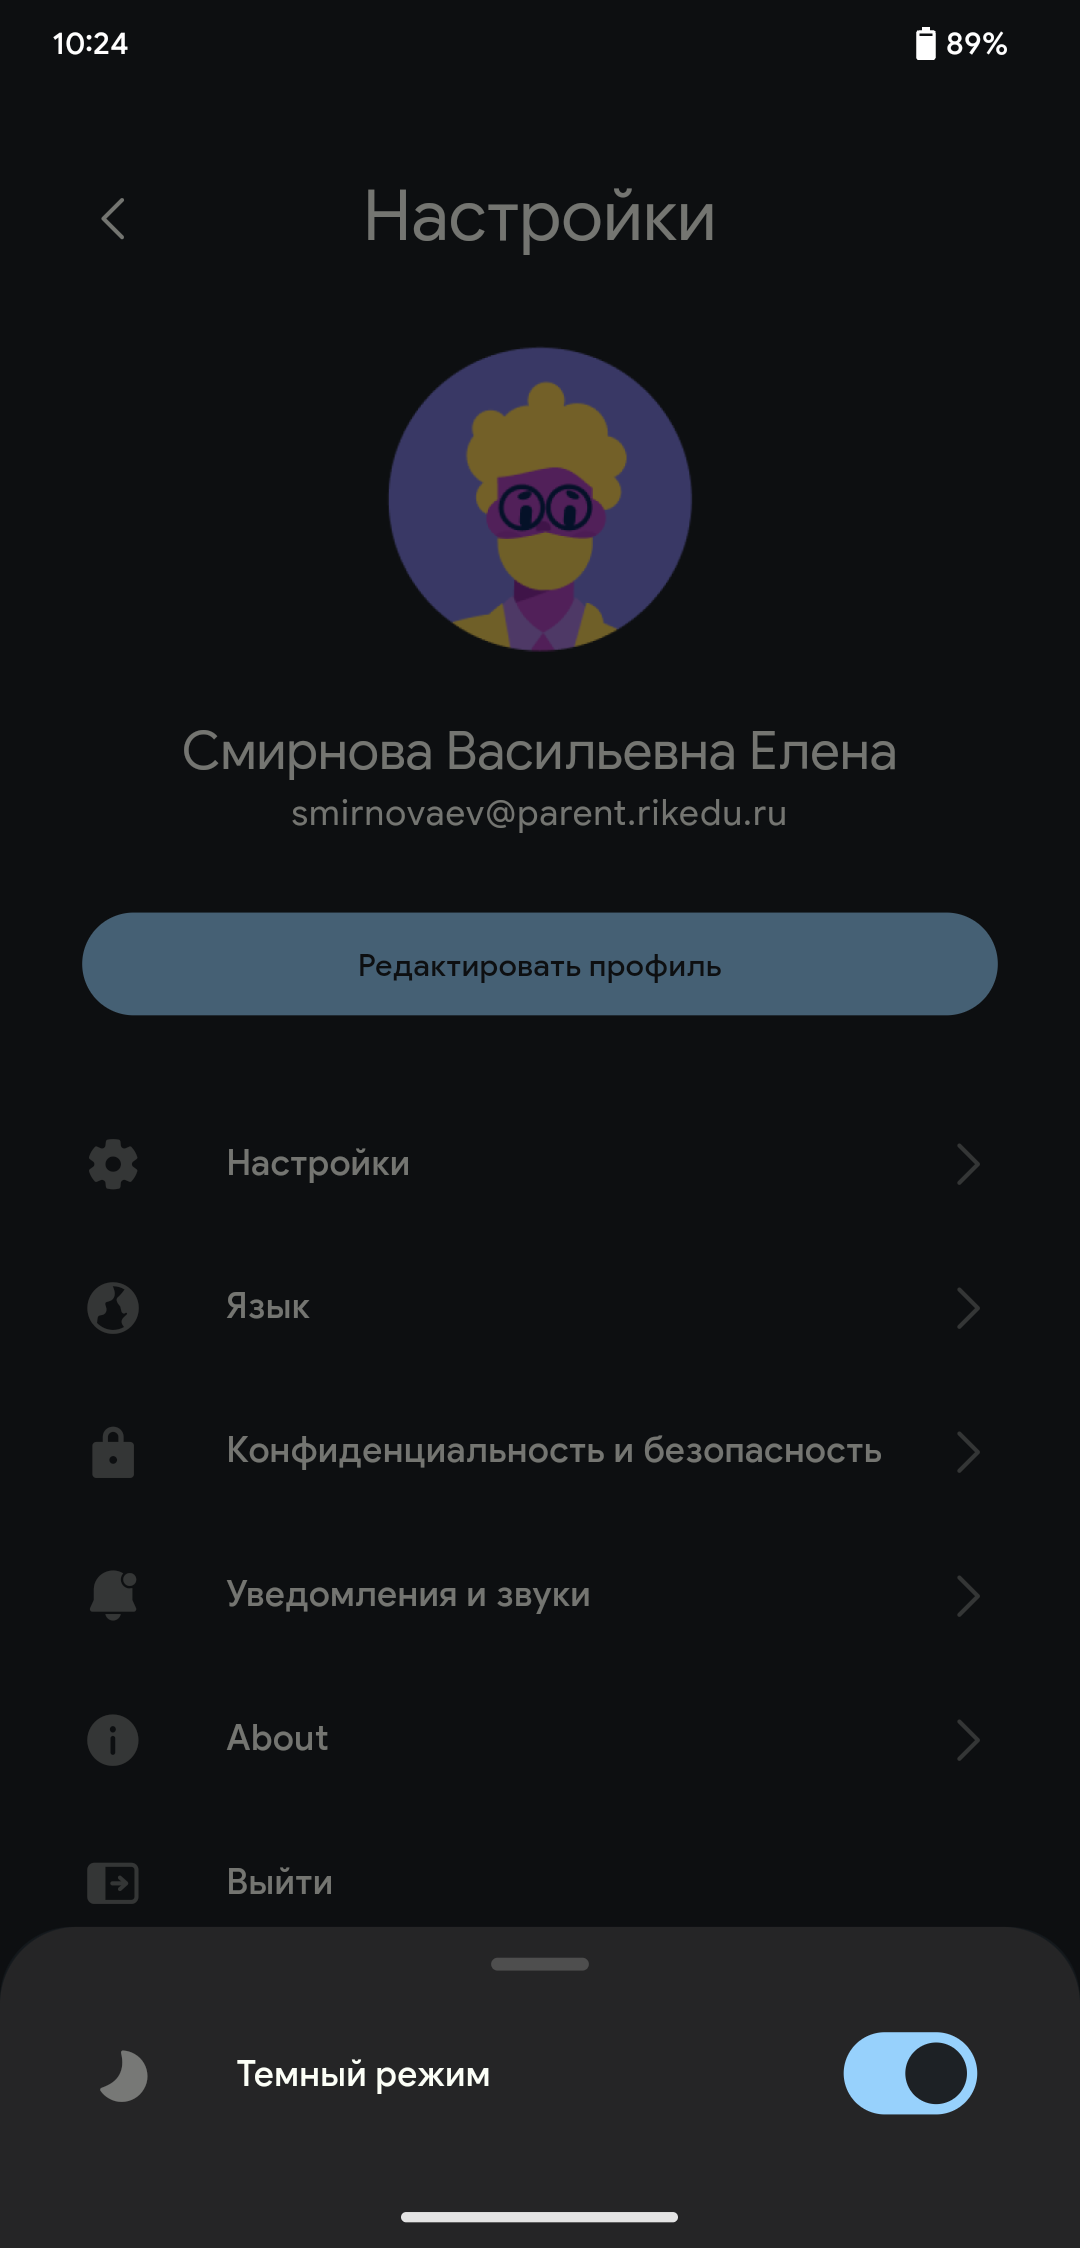 10:24
89%
Настройки
Смирнова Васильевна Елена
smirnovaev@parent.rikedu.ru
Редактировать профиль
Настройки
Язык
Конфиденциальность и безопасность
Уведомления и звуки
About
Выйти
Темный режим